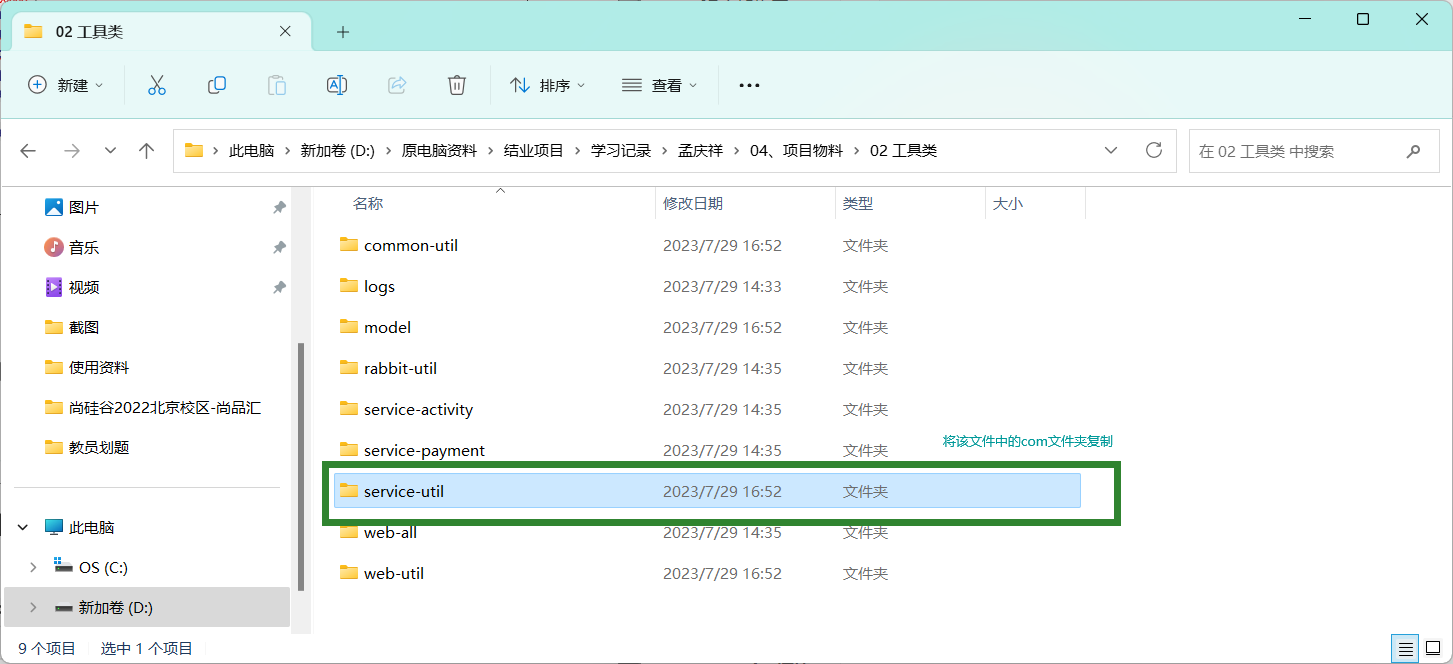 02 工具类
新建
排序
查看
此电脑 新加卷 (D:) 原电脑资料 结业项目 学习记录 孟庆祥 04、项目物料 02 工具类
在 02 工具类 中搜索
图片
音乐
视频
截图
使用资料
尚硅谷2022北京校区-尚品汇
教员划题
此电脑
OS (C:)
新加卷 (D:)
名称 修改日期 类型 大小
common-util 2023/7/29 16:52 文件夹
logs 2023/7/29 14:33 文件夹
model 2023/7/29 16:52 文件夹
rabbit-util 2023/7/29 14:35 文件夹
service-activity 2023/7/29 14:35 文件夹
将该文件中的com文件夹复制
service-payment 2023/7/29 14:35 文件夹
service-util 2023/7/29 16:52 文件夹
web-all 2023/7/29 14:35 文件夹
web-util 2023/7/29 16:52 文件夹
9 个项目 选中 1 个项目